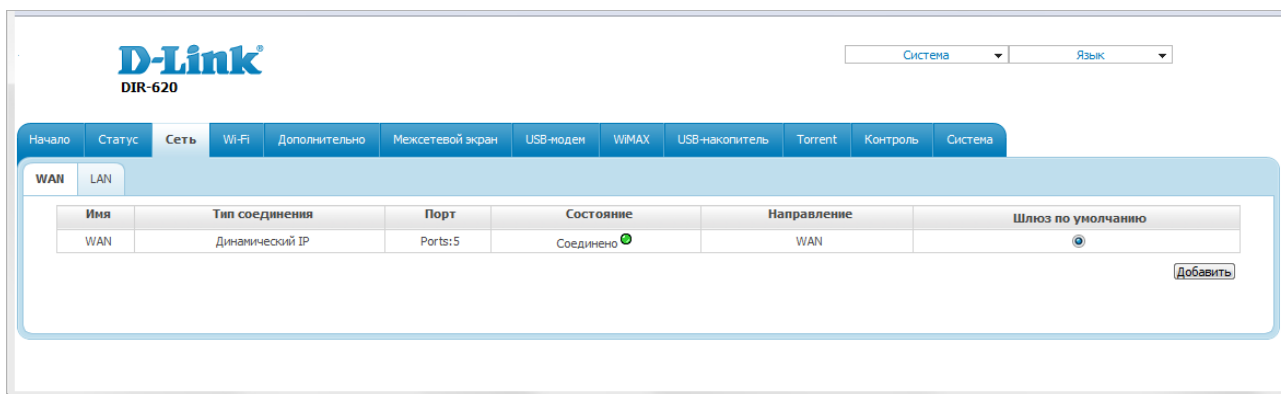 D-Link®
DIR-620
Система Язык
Начало Статус Сеть Wi-Fi Дополнительно Межсетевой экран USB-модем WiMAX USB-накопитель Torrent Контроль Система
WAN LAN
Имя Тип соединения Порт Состояние Направление Шлюз по умолчанию
WAN Динамический IP Ports:5 Соединено WAN
Добавить